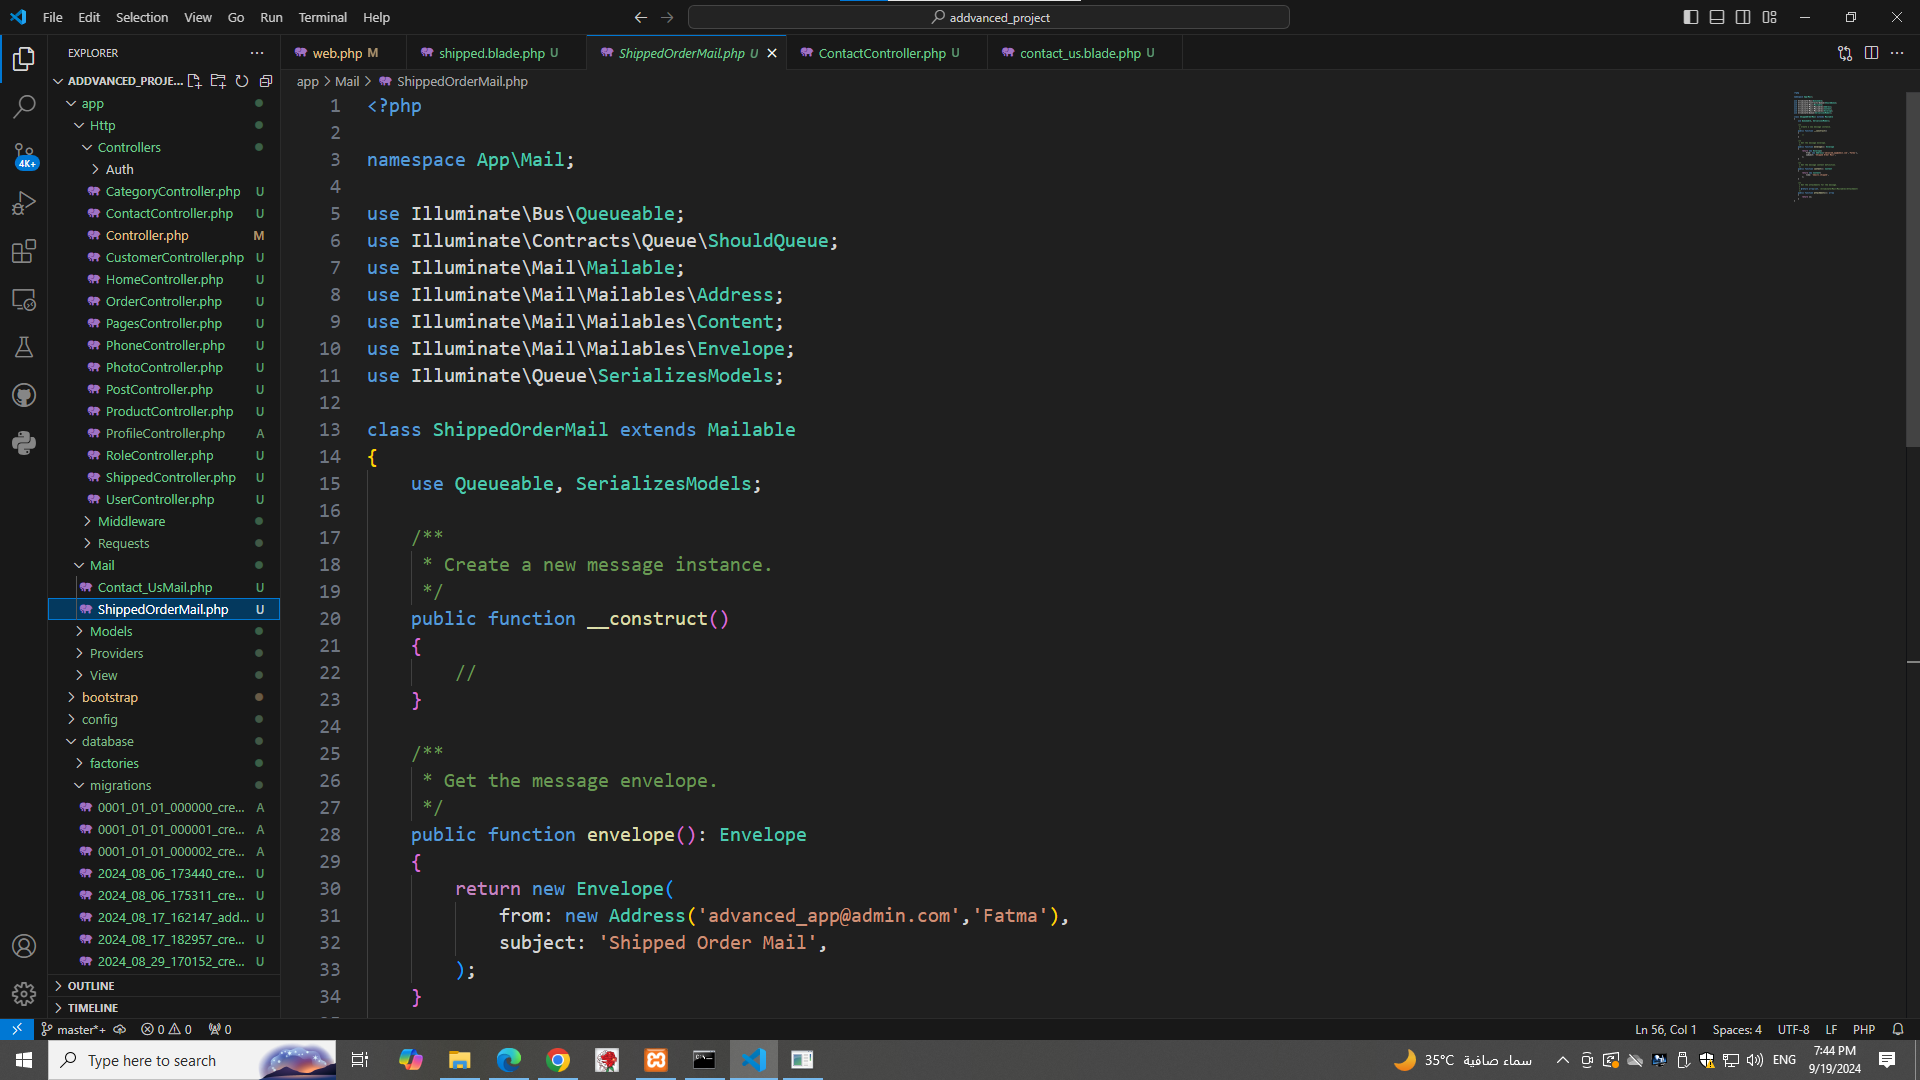 File Edit Selection View Go Run Terminal Help
addvanced_project
EXPLORER
web.php M
shipped.blade.php U
ShippedOrderMail.php U
ContactController.php U
contact_us.blade.php U
ADDVANCED_PROJE...
app > Mail > ShippedOrderMail.php
app
Http
Controllers
Auth
CategoryController.php U
ContactController.php U
Controller.php M
CustomerController.php U
HomeController.php U
OrderController.php U
PagesController.php U
PhoneController.php U
PhotoController.php U
PostController.php U
ProductController.php U
ProfileController.php A
RoleController.php U
ShippedController.php U
UserController.php U
Middleware
Requests
Mail
Contact_UsMail.php U
ShippedOrderMail.php U
Models
Providers
View
bootstrap
config
database
factories
migrations
0001_01_01_000000_cre... A
0001_01_01_000001_cre... A
0001_01_01_000002_cre... A
2024_08_06_173440_cre... U
2024_08_06_175311_cre... U
2024_08_17_162147_add... U
2024_08_17_182957_cre... U
2024_08_29_170152_cre... U
OUTLINE
TIMELINE
4K+
1 <?php
2
3 namespace App\Mail;
4
5 use Illuminate\Bus\Queueable;
6 use Illuminate\Contracts\Queue\ShouldQueue;
7 use Illuminate\Mail\Mailable;
8 use Illuminate\Mail\Mailables\Address;
9 use Illuminate\Mail\Mailables\Content;
10 use Illuminate\Mail\Mailables\Envelope;
11 use Illuminate\Queue\SerializesModels;
12
13 class ShippedOrderMail extends Mailable
14 {
15 use Queueable, SerializesModels;
16
17 /**
18 * Create a new message instance.
19 */
20 public function __construct()
21 {
22 //
23 }
24
25 /**
26 * Get the message envelope.
27 */
28 public function envelope(): Envelope
29 {
30 return new Envelope(
31 from: new Address('advanced_app@admin.com','Fatma'),
32 subject: 'Shipped Order Mail',
33 );
34 }
master*+ 0 0 0
Ln 56, Col 1 Spaces: 4 UTF-8 LF PHP
Type here to search
35°C سماء صافية
ENG
7:44 PM
9/19/2024